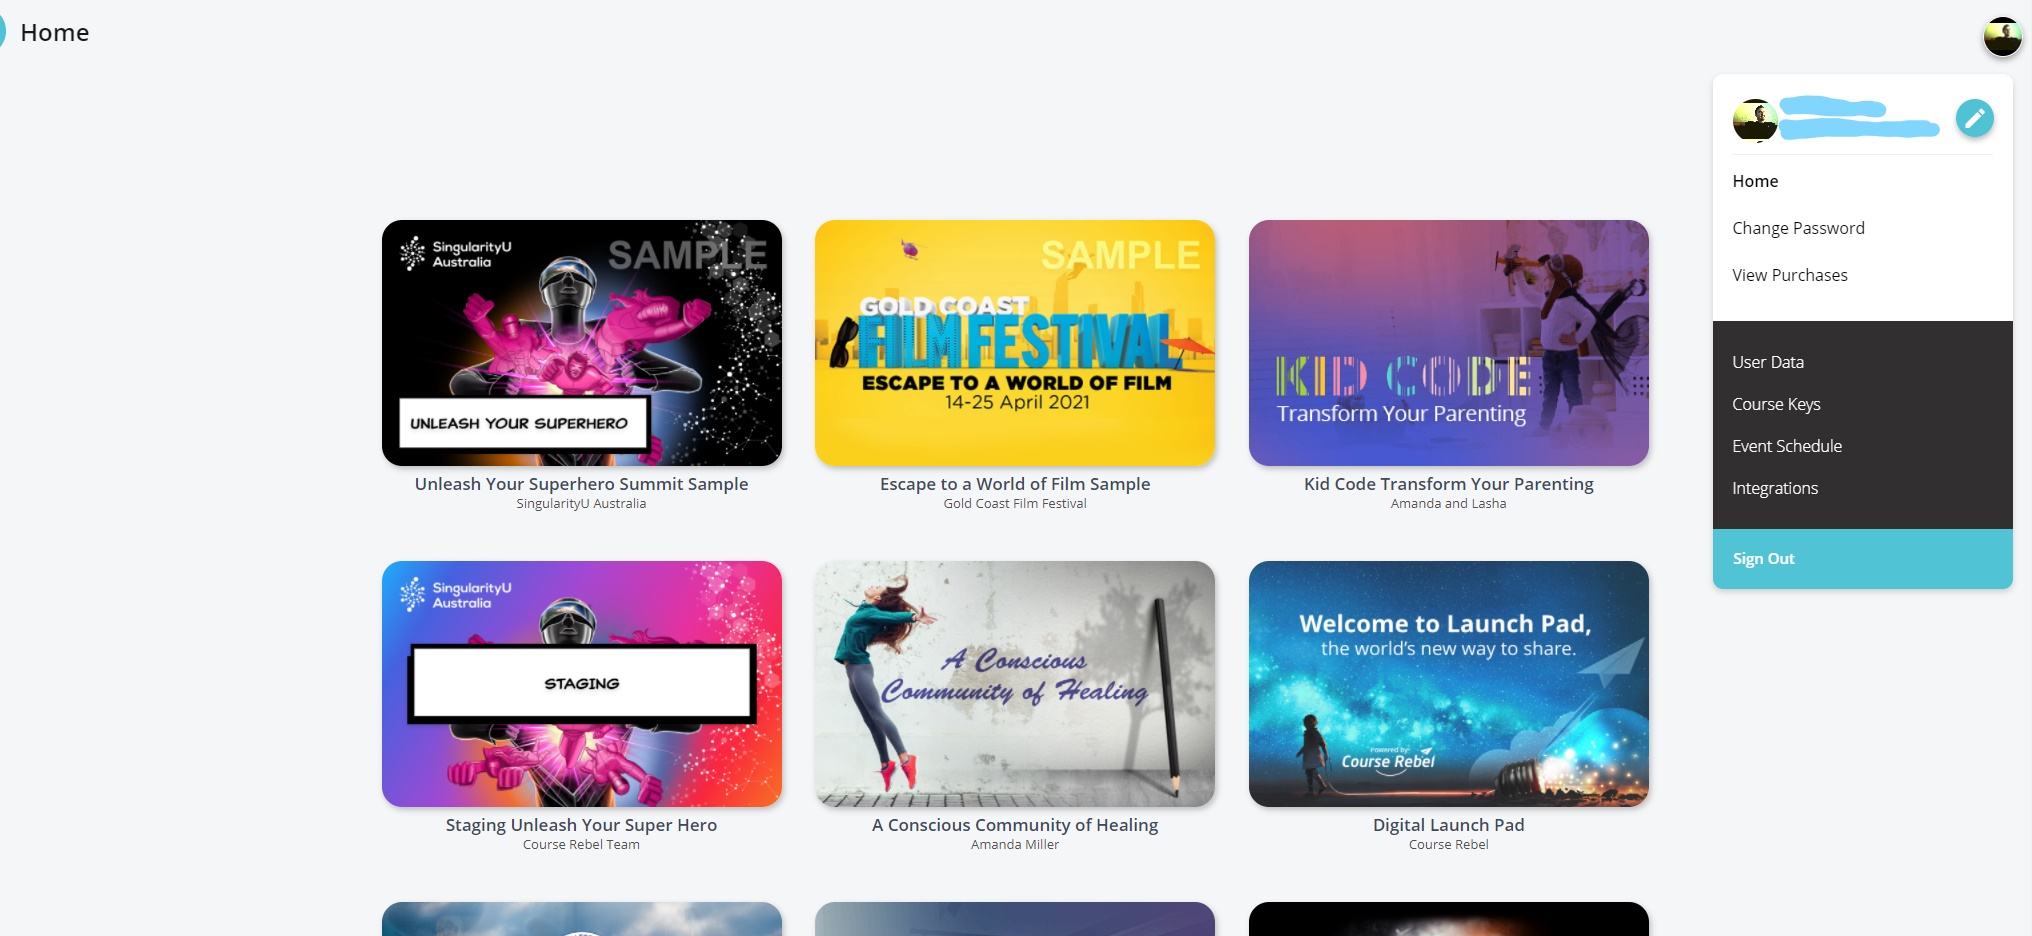 Home
Home
Change Password
View Purchases
User Data
Course Keys
Event Schedule
Integrations
Sign Out
SingularityU
Australia
SAMPLE
UNLEASH YOUR SUPERHERO
Unleash Your Superhero Summit Sample
SingularityU Australia
SAMPLE
GOLD COAST
FILM FESTIVAL
ESCAPE TO A WORLD OF FILM
14-25 April 2021
Escape to a World of Film Sample
Gold Coast Film Festival
KID CODE
Transform Your Parenting
Kid Code Transform Your Parenting
Amanda and Lasha
SingularityU
Australia
STAGING
Staging Unleash Your Super Hero
Course Rebel Team
A Conscious
Community of Healing
A Conscious Community of Healing
Amanda Miller
Welcome to Launch Pad,
the world's new way to share.
Powered by
Course Rebel
Digital Launch Pad
Course Rebel